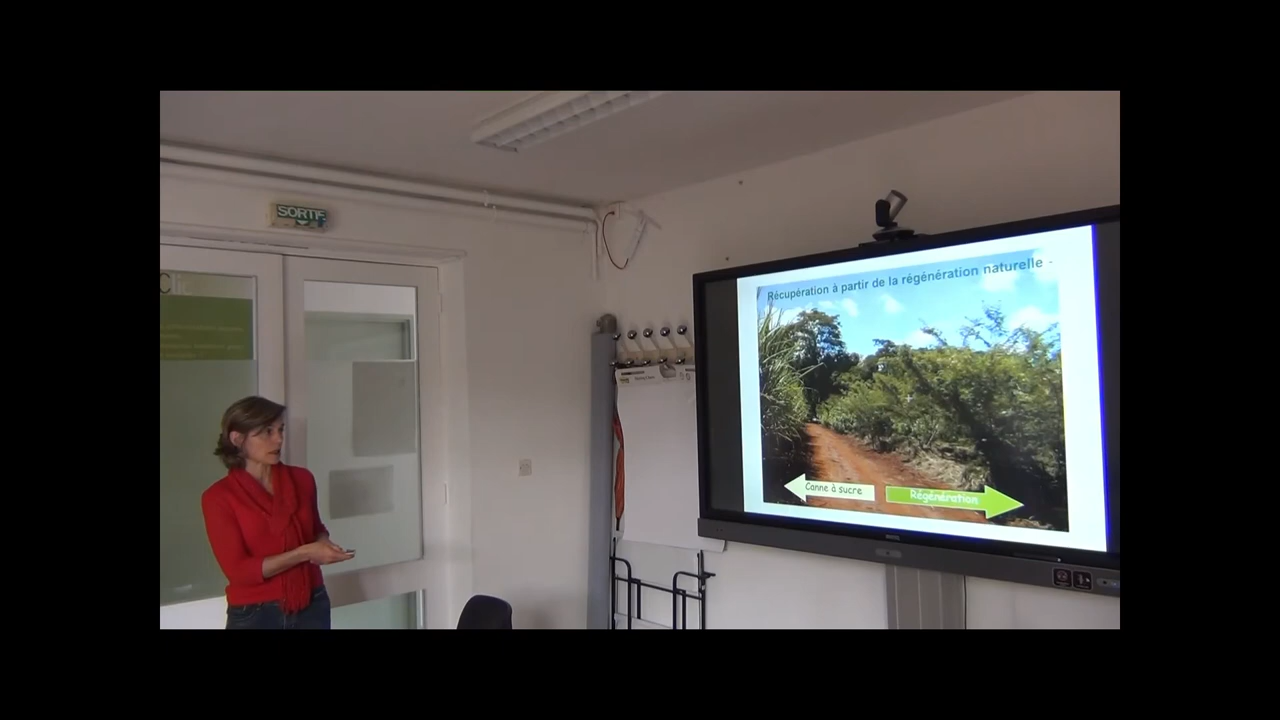 SORTIE
Récupération à partir de la régénération naturelle -
Canne à sucre
Régénération